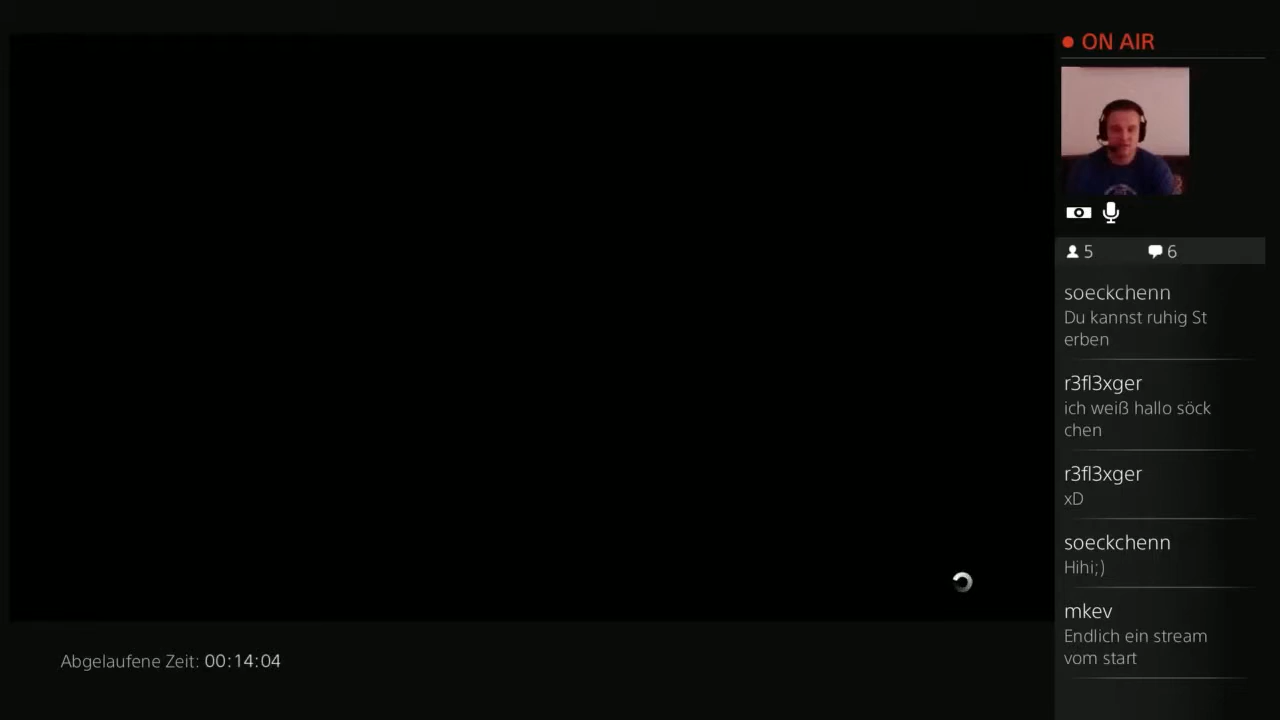 ON AIR
5 6
soeckchenn
Du kannst ruhig St
erben
r3fl3xger
ich weiß hallo söck
chen
r3fl3xger
xD
soeckchenn
Hihi;)
mkev
Endlich ein stream
vom start
Abgelaufene Zeit: 00:14:04